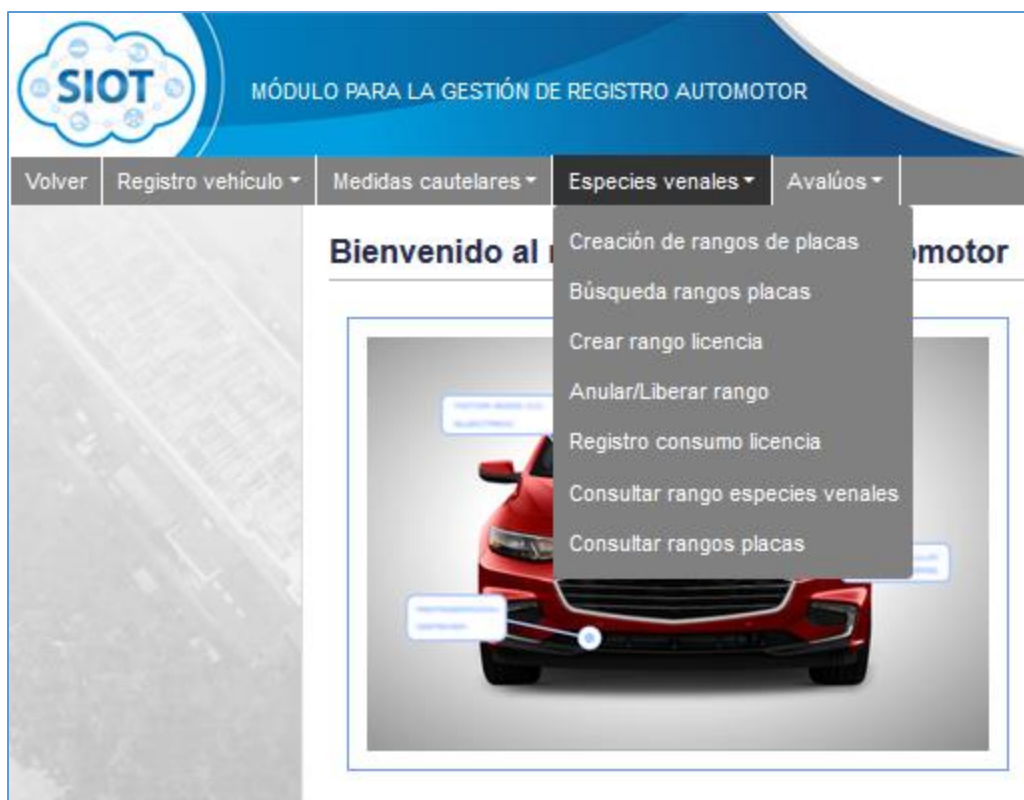 SIOT
MÓDULO PARA LA GESTIÓN DE REGISTRO AUTOMOTOR
Volver
Registro vehículo
Medidas cautelares
Especies venales
Avalúos
Bienvenido al
omotor
Creación de rangos de placas
Búsqueda rangos placas
Crear rango licencia
Anular/Liberar rango
Registro consumo licencia
Consultar rango especies venales
Consultar rangos placas